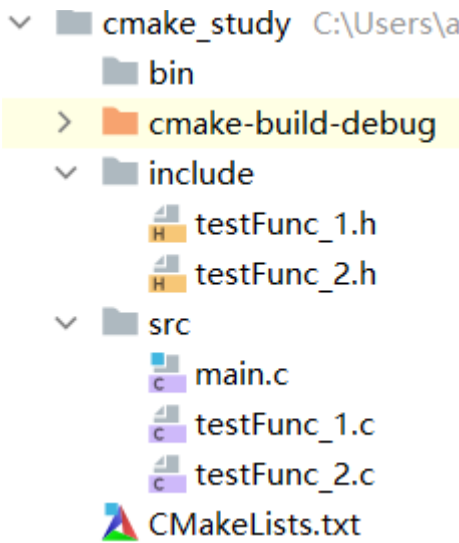 cmake_study C:\Users\a
bin
cmake-build-debug
include
testFunc_1.h
testFunc_2.h
src
main.c
testFunc_1.c
testFunc_2.c
CMakeLists.txt